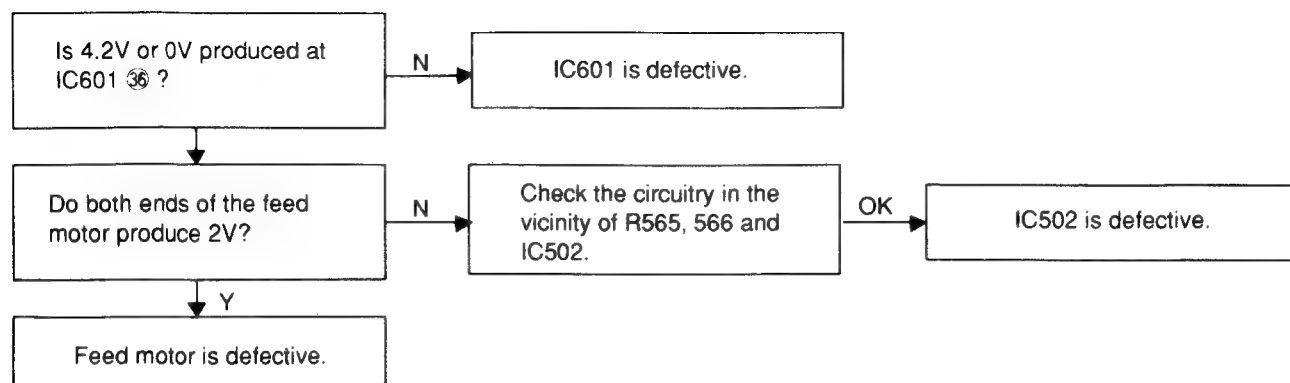 Is 4.2V or 0V produced at
IC601 ㊱ ?
N
IC601 is defective.
Do both ends of the feed
motor produce 2V?
N
Check the circuitry in the
vicinity of R565, 566 and
IC502.
OK
IC502 is defective.
Y
Feed motor is defective.